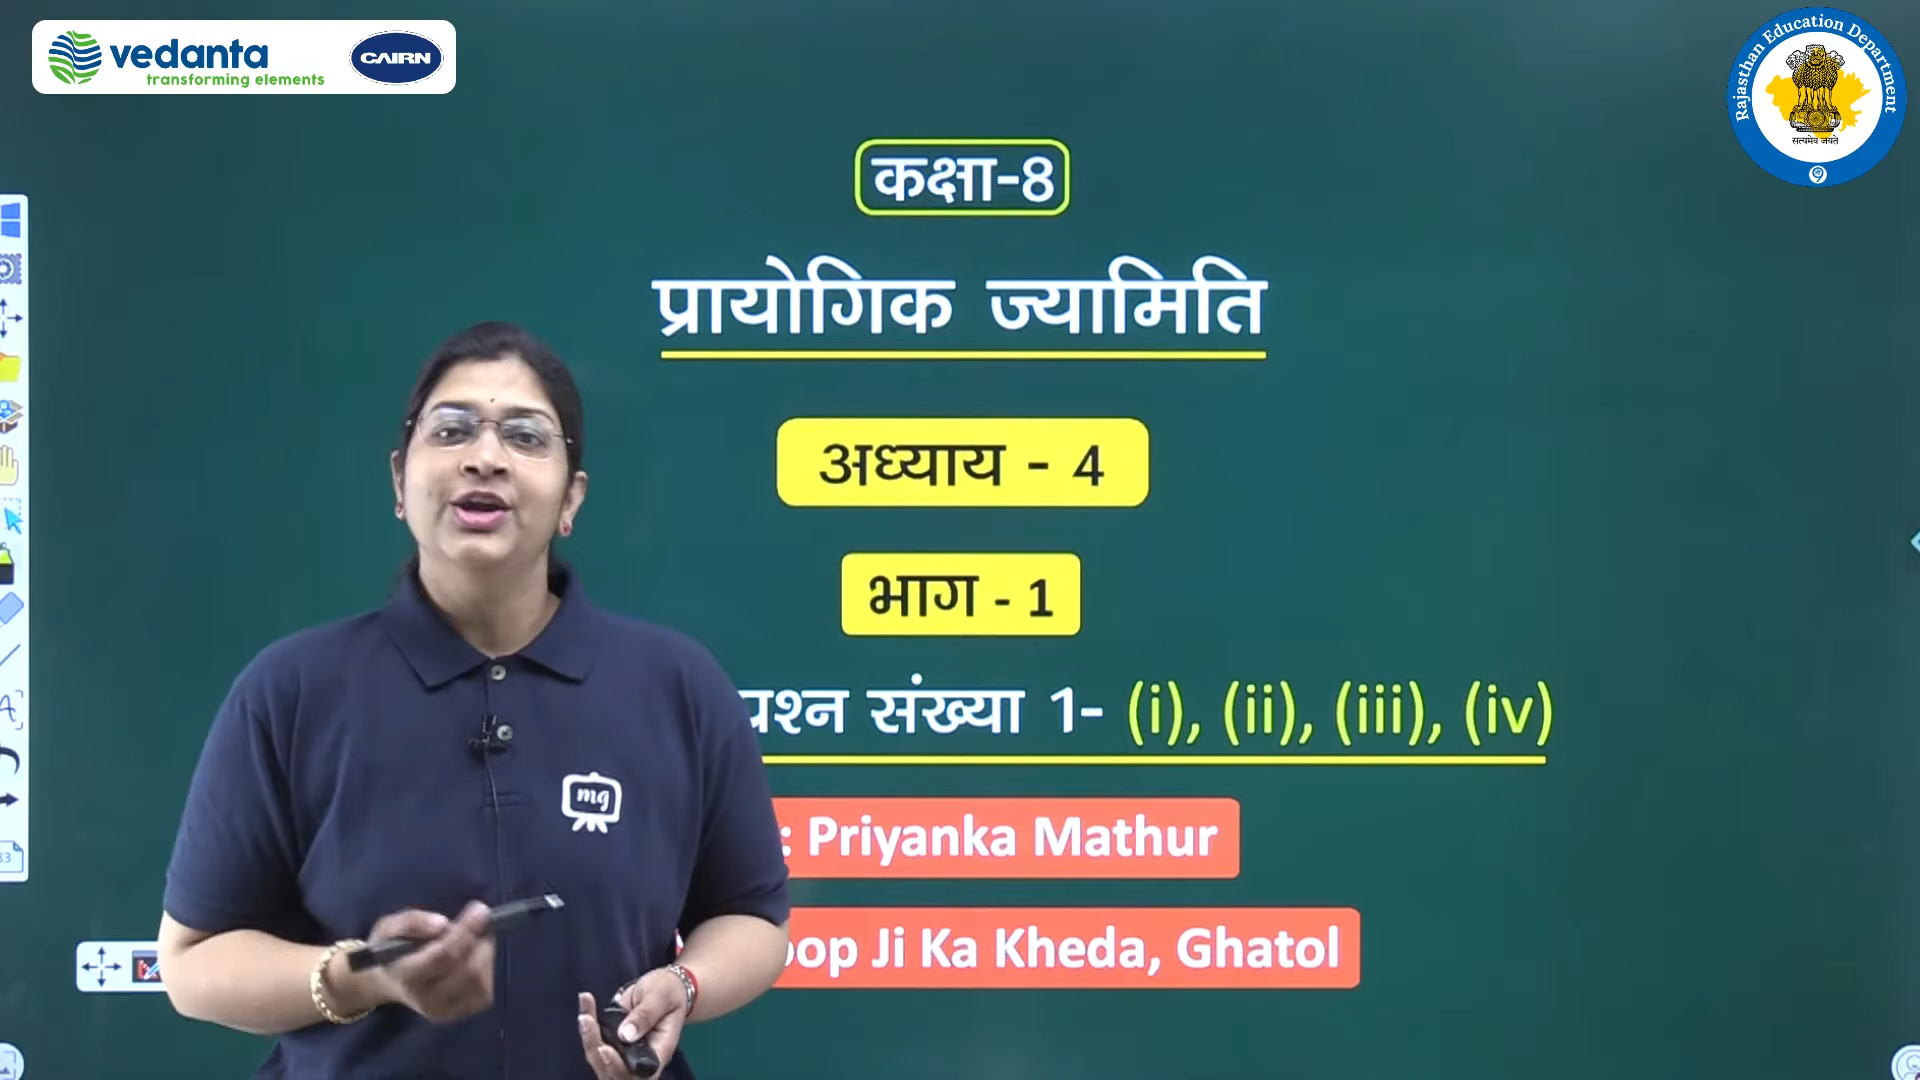 vedanta
transforming elements
CAIRN
Rajasthan Education Department
सत्यमेव जयते
कक्षा-8
प्रायोगिक ज्यामिति
अध्याय - 4
भाग - 1
प्रश्न संख्या 1- (i), (ii), (iii), (iv)
: Priyanka Mathur
Ji Ka Kheda, Ghatol
mg